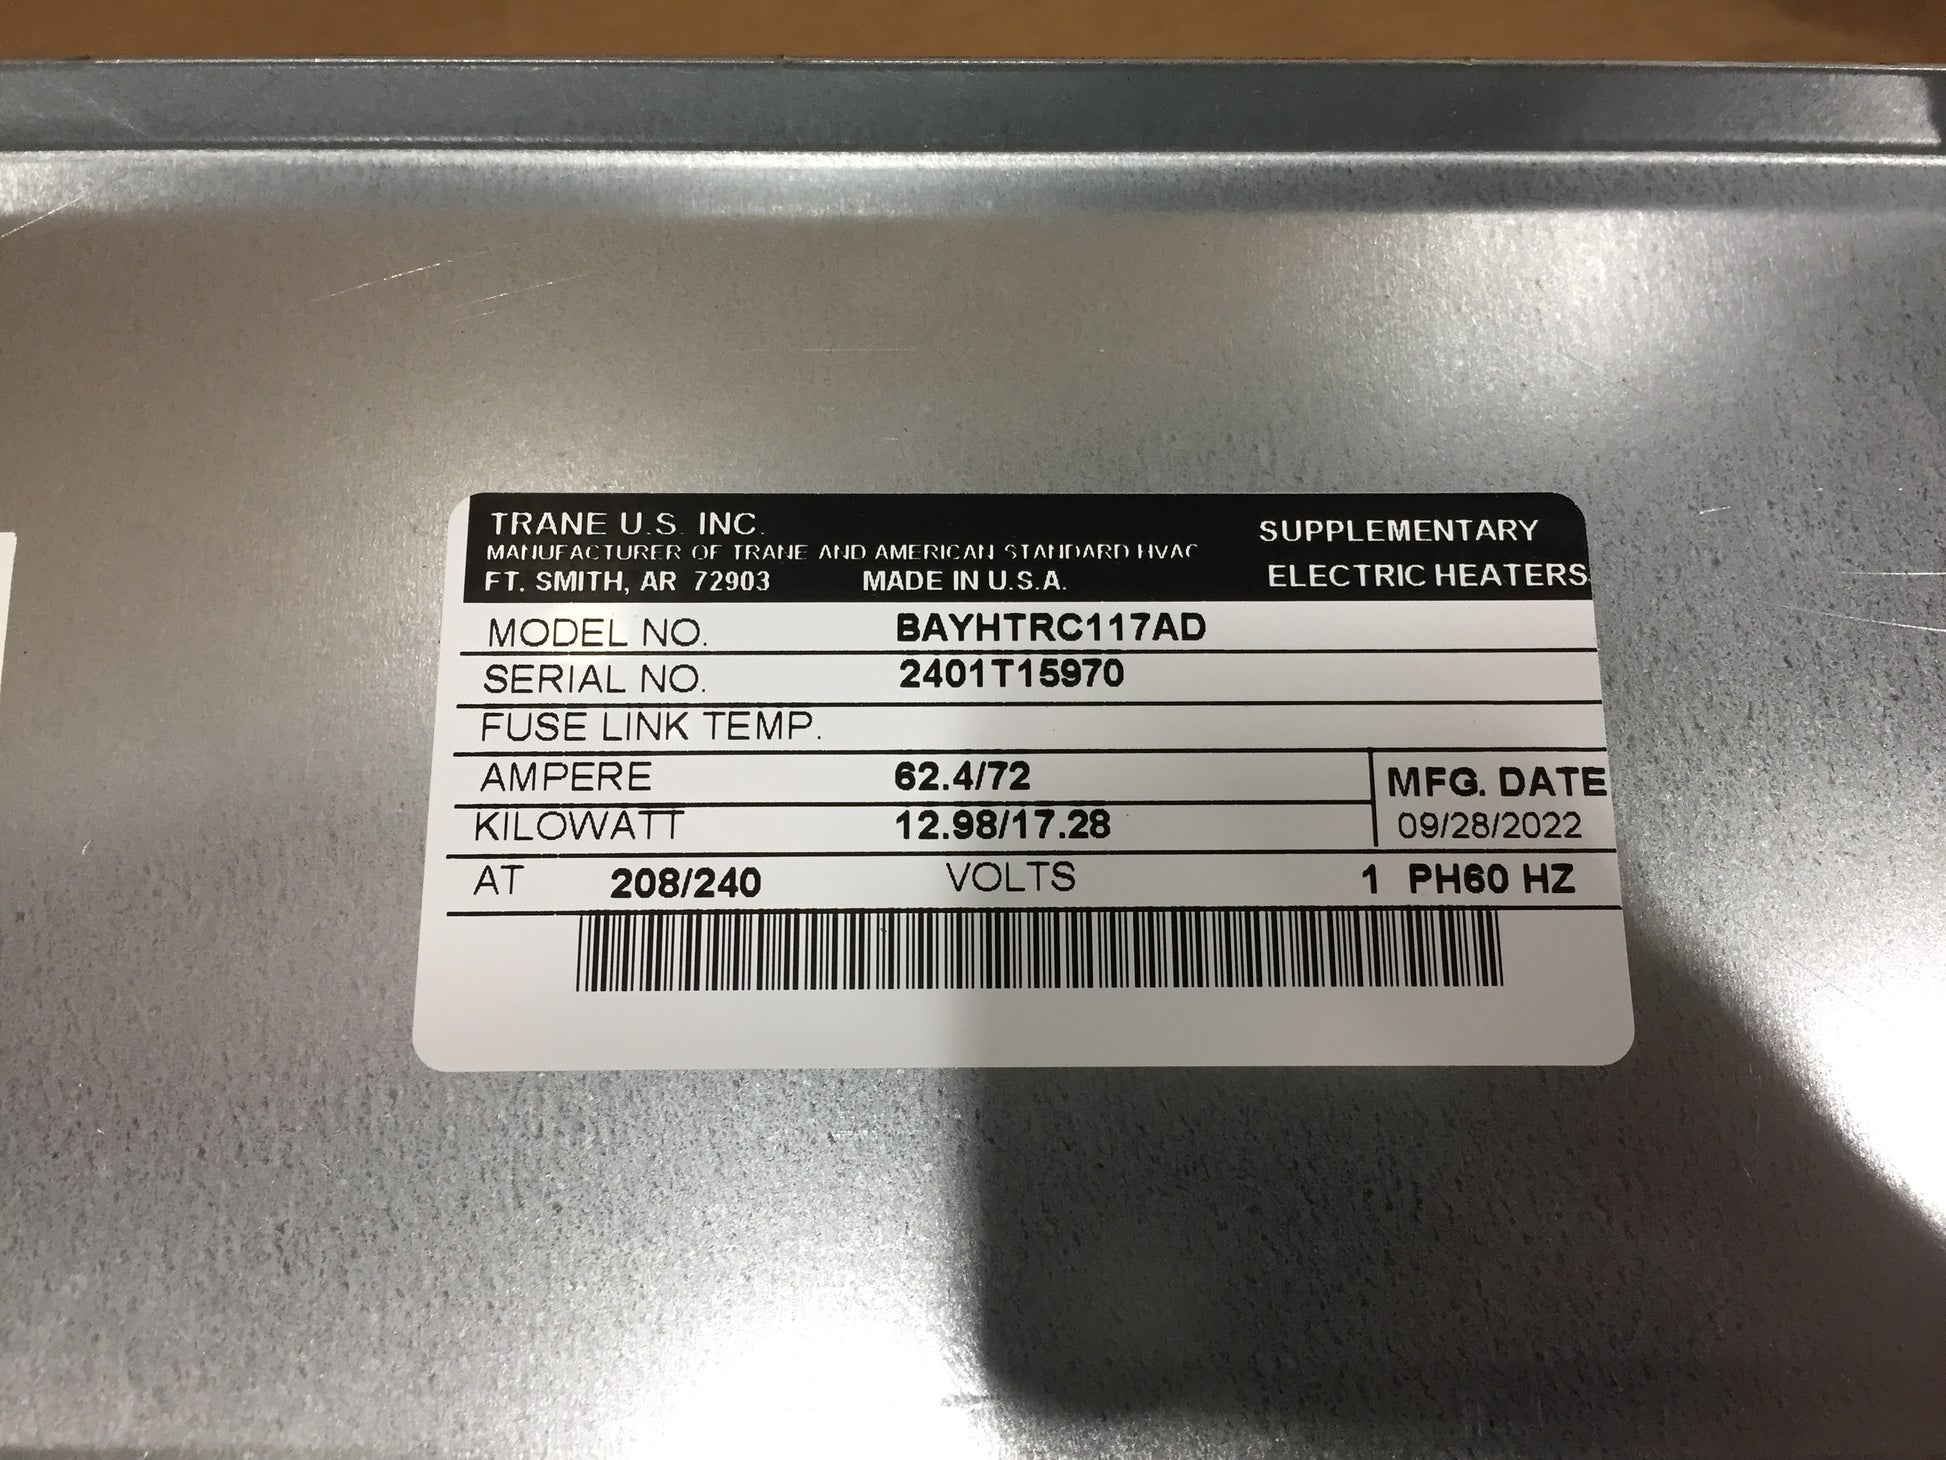 TRANE U.S. INC.
MANUFACTURER OF TRANE AND AMERICAN STANDARD HVAC
FT. SMITH, AR 72903 MADE IN U.S.A.
SUPPLEMENTARY
ELECTRIC HEATERS
MODEL NO. BAYHTRC117AD
SERIAL NO. 2401T15970
FUSE LINK TEMP.
AMPERE 62.4/72
KILOWATT 12.98/17.28
MFG. DATE
09/28/2022
AT 208/240 VOLTS 1 PH60 HZ